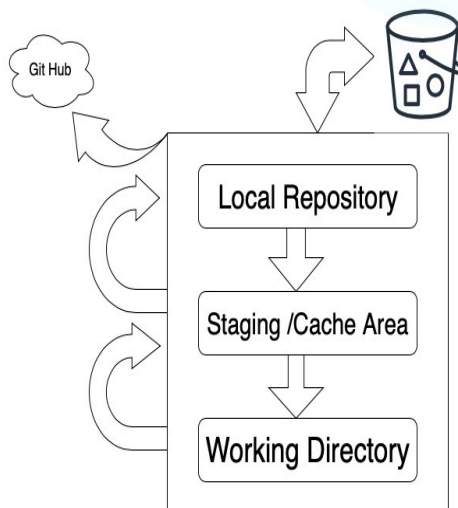 Git Hub
Local Repository
Staging /Cache Area
Working Directory